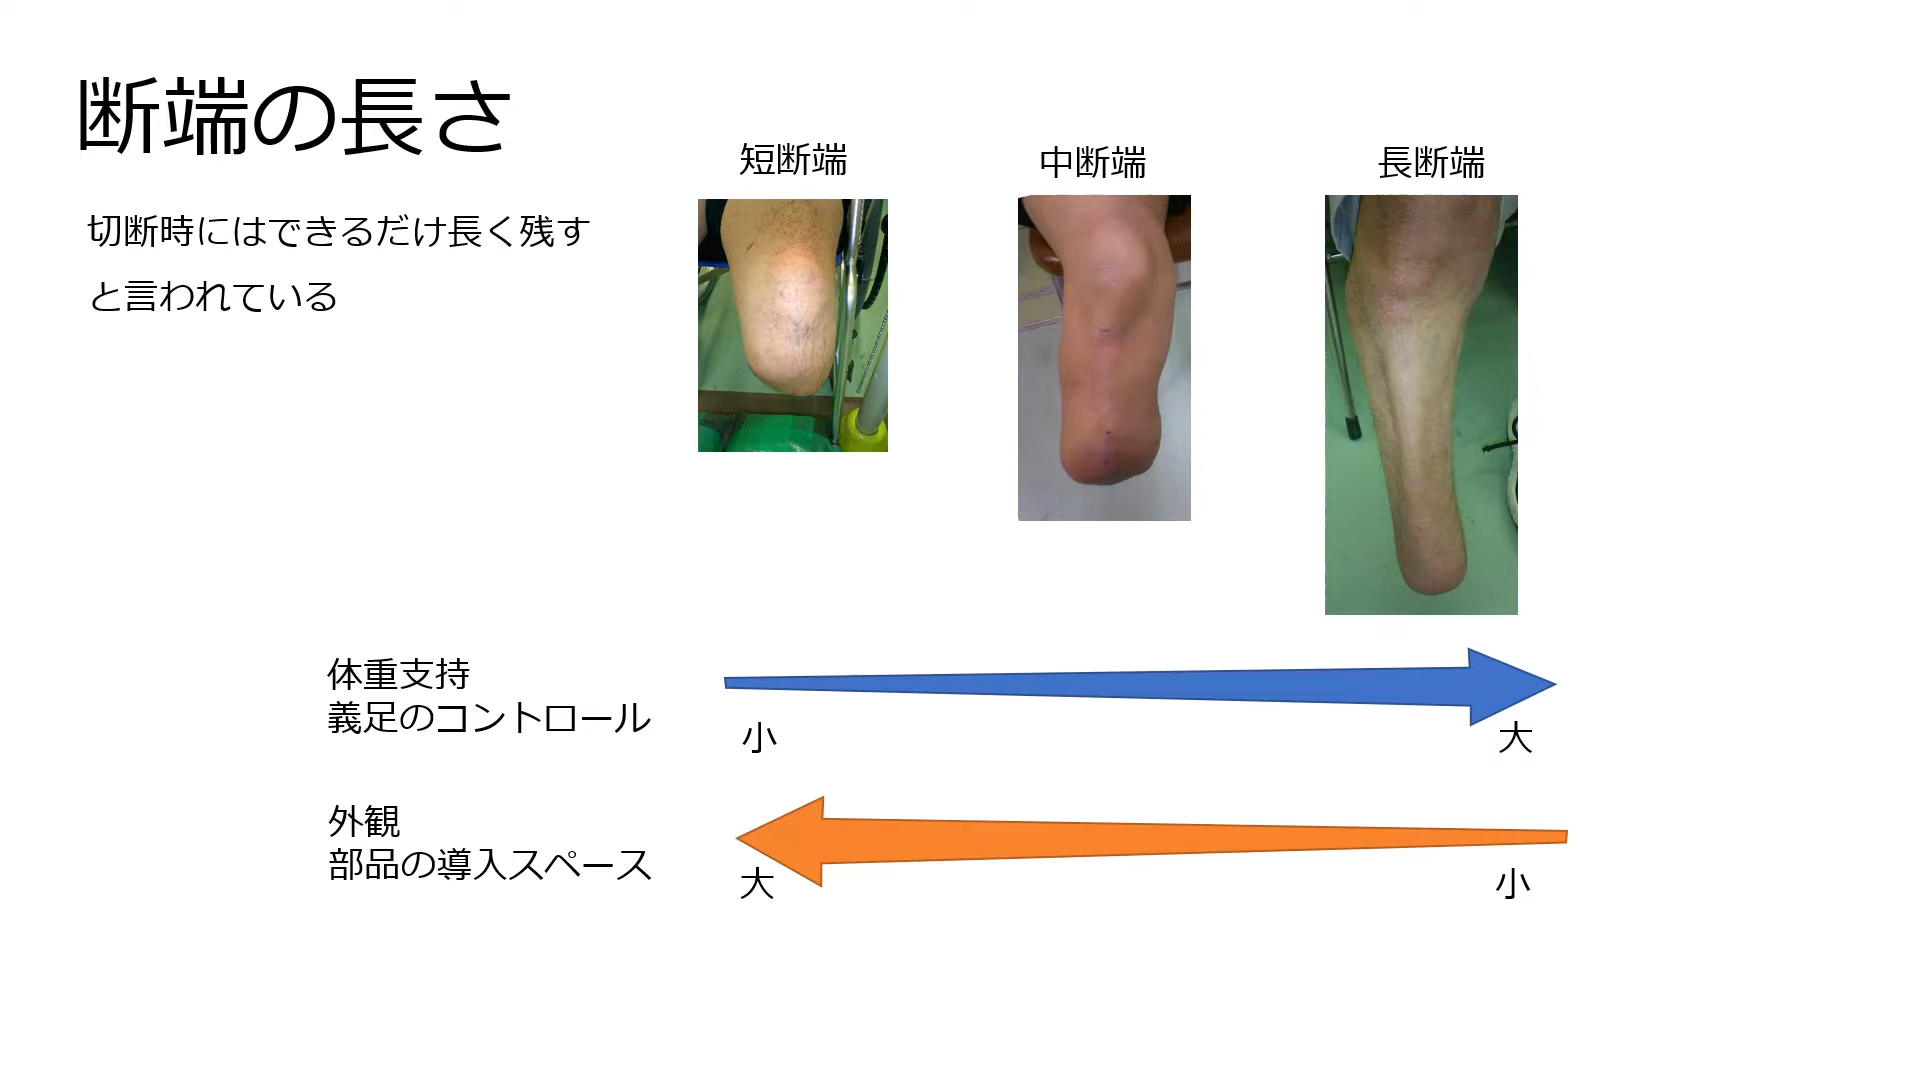 断端の長さ
切断時にはできるだけ長く残す
と言われている
短断端
中断端
長断端
体重支持
義足のコントロール
小
大
外観
部品の導入スペース
大
小